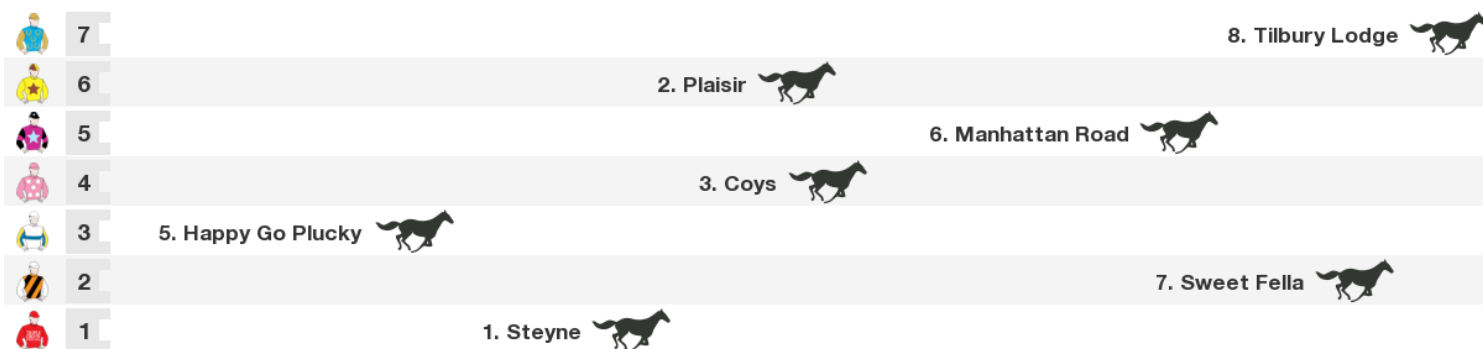 7 8. Tilbury Lodge
6 2. Plaisir
5 6. Manhattan Road
4 3. Coys
3 5. Happy Go Plucky
2 7. Sweet Fella
1 1. Steyne